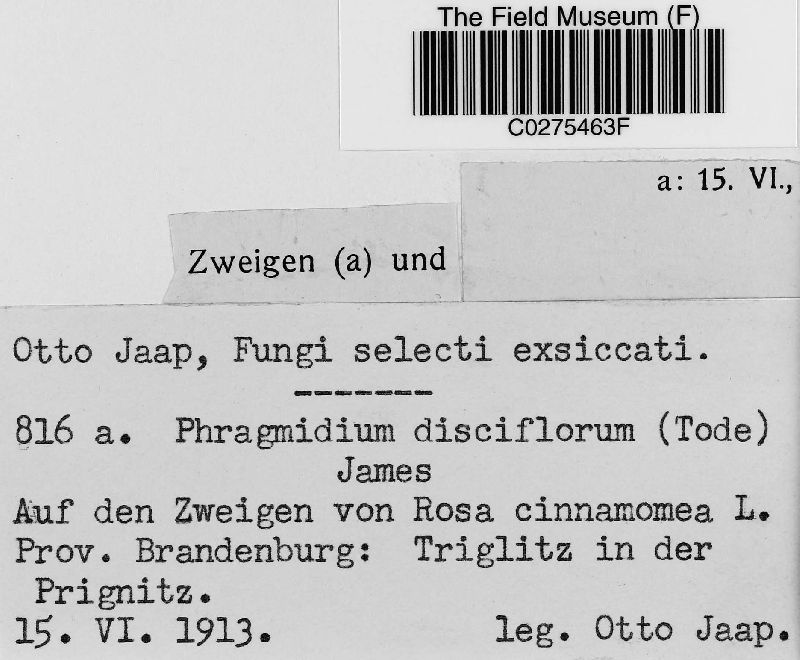 The Field Museum (F)
C0275463F
a: 15. VI.,
Zweigen (a) und
Otto Jaap, Fungi selecti exsiccati.
-------
816 a. Phragmidium disciflorum (Tode)
James
Auf den Zweigen von Rosa cinnamomea L.
Prov. Brandenburg: Triglitz in der
Prignitz.
15. VI. 1913. leg. Otto Jaap.